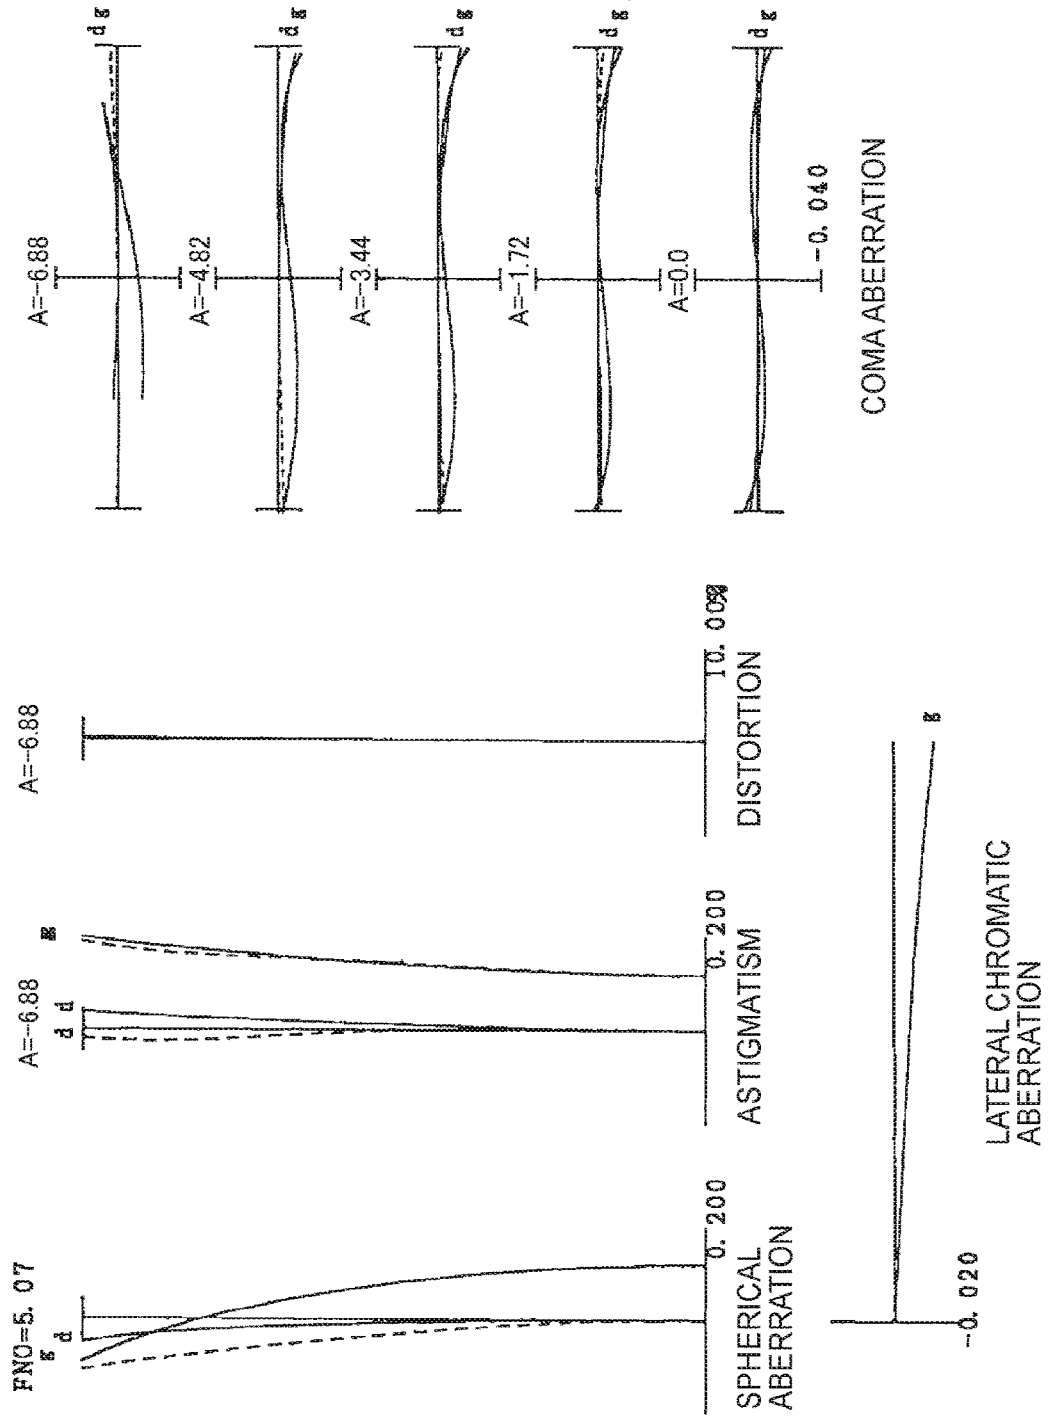 FNO=5.07
g
d
0.200
SPHERICAL
ABERRATION
A=-6.88
d
d
g
0.200
ASTIGMATISM
A=-6.88
10.00%
DISTORTION
A=-6.88
d g
A=-4.82
d g
A=-3.44
d g
A=-1.72
d g
A=0.0
d g
-0.040
COMA ABERRATION
g
-0.020
LATERAL CHROMATIC
ABERRATION